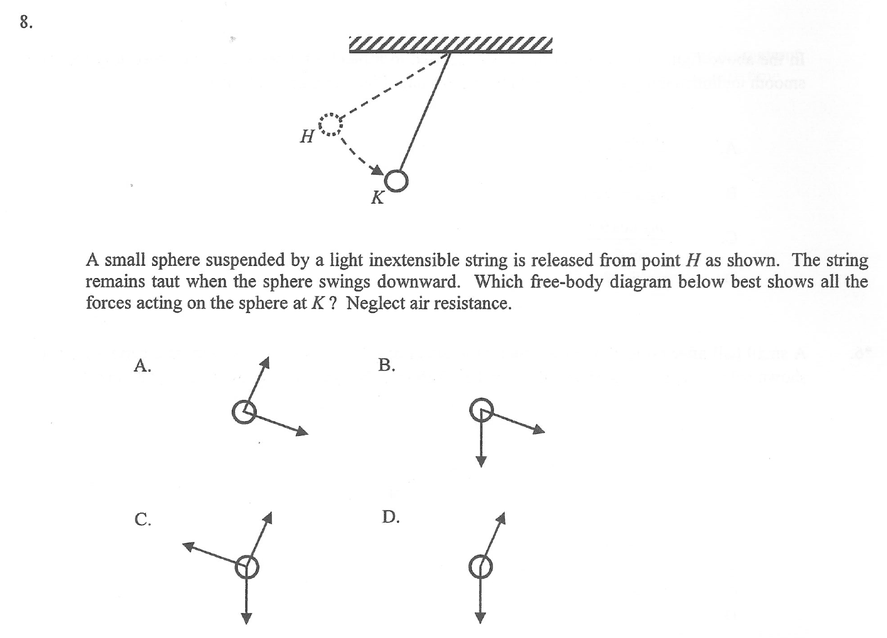 8.
H
K
A small sphere suspended by a light inextensible string is released from point H as shown. The string
remains taut when the sphere swings downward. Which free-body diagram below best shows all the
forces acting on the sphere at K ? Neglect air resistance.
A. B.
C. D.